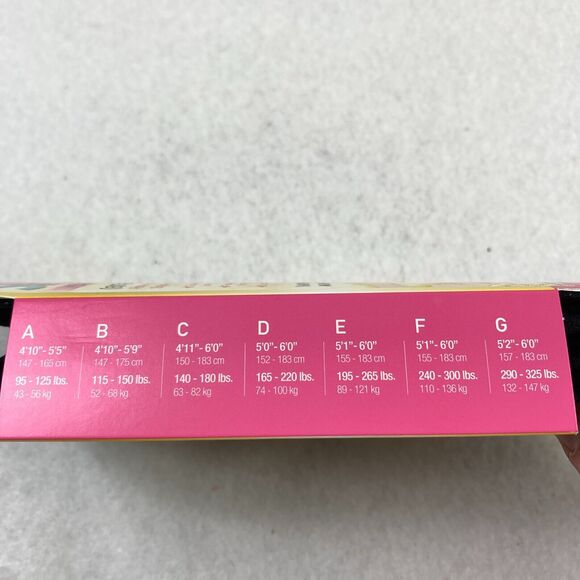 A
4'10" - 5'5"
147 - 165 cm
95 - 125 lbs.
43 - 56 kg
B
4'10" - 5'9"
147 - 175 cm
115 - 150 lbs.
52 - 68 kg
C
4'11" - 6'0"
150 - 183 cm
140 - 180 lbs.
63 - 82 kg
D
5'0" - 6'0"
152 - 183 cm
165 - 220 lbs.
74 - 100 kg
E
5'1" - 6'0"
155 - 183 cm
195 - 265 lbs.
89 - 121 kg
F
5'1" - 6'0"
155 - 183 cm
240 - 300 lbs.
110 - 136 kg
G
5'2" - 6'0"
157 - 183 cm
290 - 325 lbs.
132 - 147 kg